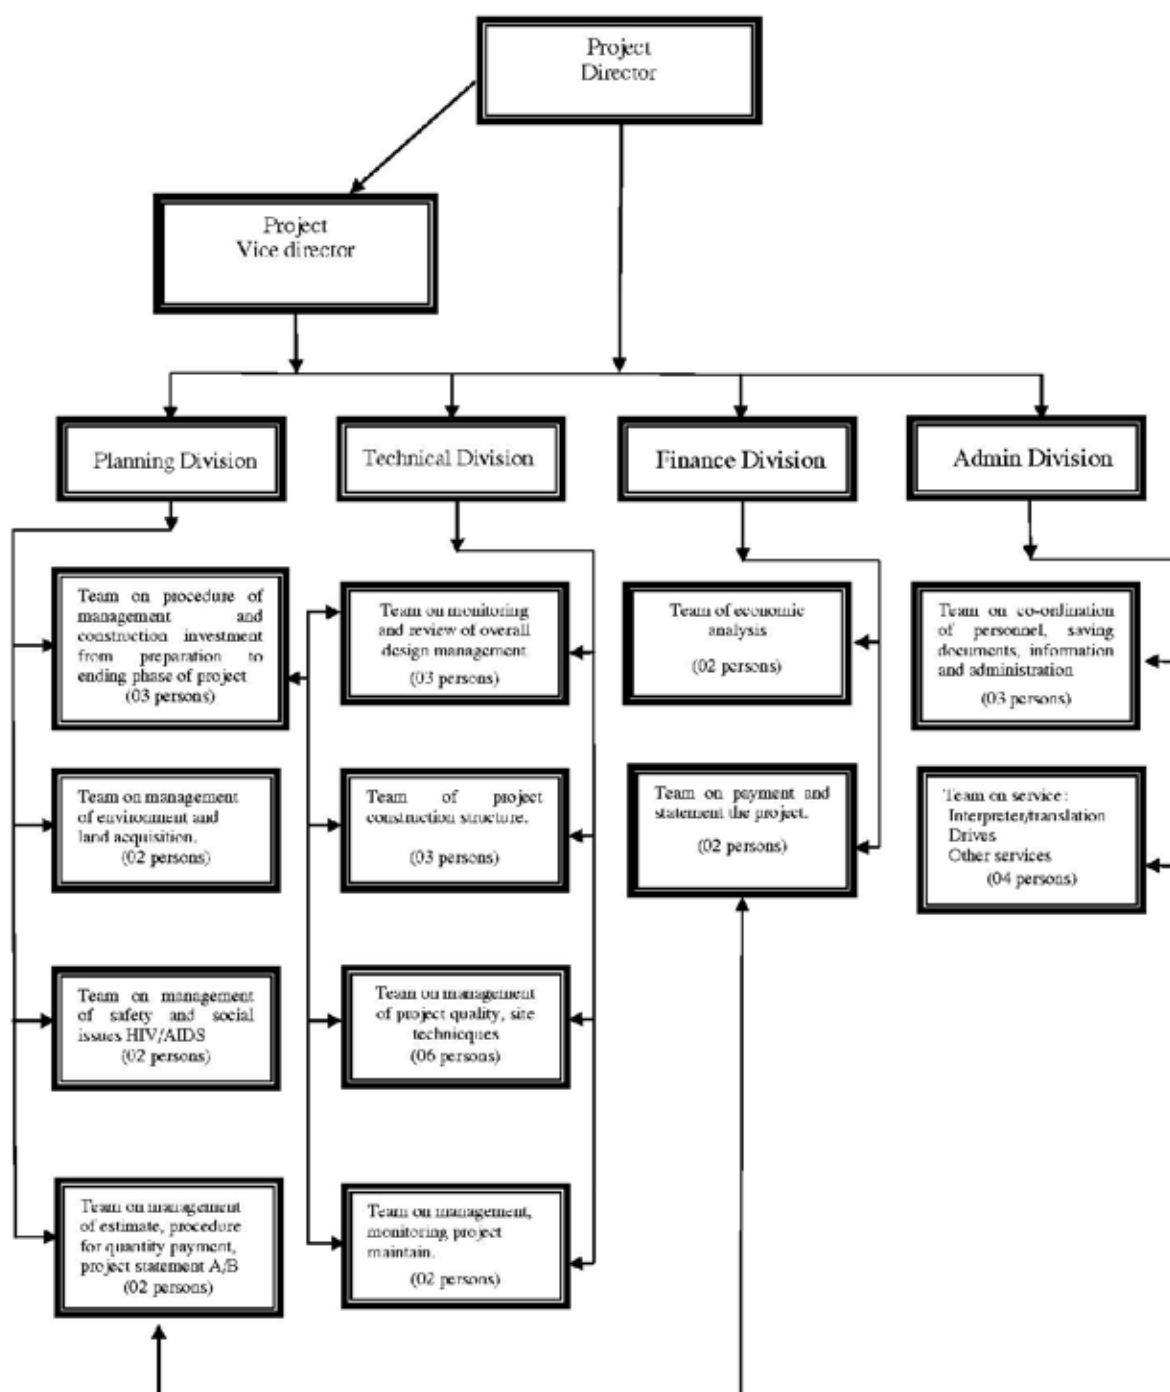 Project
Director
Project
Vice director
Planning Division
Technical Division
Finance Division
Admin Division
Team on procedure of
management and
construction investment
from preparation to
ending phase of project
(03 persons)
Team on monitoring
and review of overall
design management
(03 persons)
Team of economic
analysis
(02 persons)
Team on co-ordination
of personnel, saving
documents, information
and administration
(03 persons)
Team on management
of environment and
land acquisition.
(02 persons)
Team of project
construction structure.
(03 persons)
Team on payment and
statement the project.
(02 persons)
Team on service:
Interpreter/translation
Drives
Other services
(04 persons)
Team on management
of safety and social
issues HIV/AIDS
(02 persons)
Team on management
of project quality, site
technicques
(06 persons)
Team on management
of estimate, procedure
for quantity payment,
project statement A/B
(02 persons)
Team on management,
monitoring project
maintain.
(02 persons)